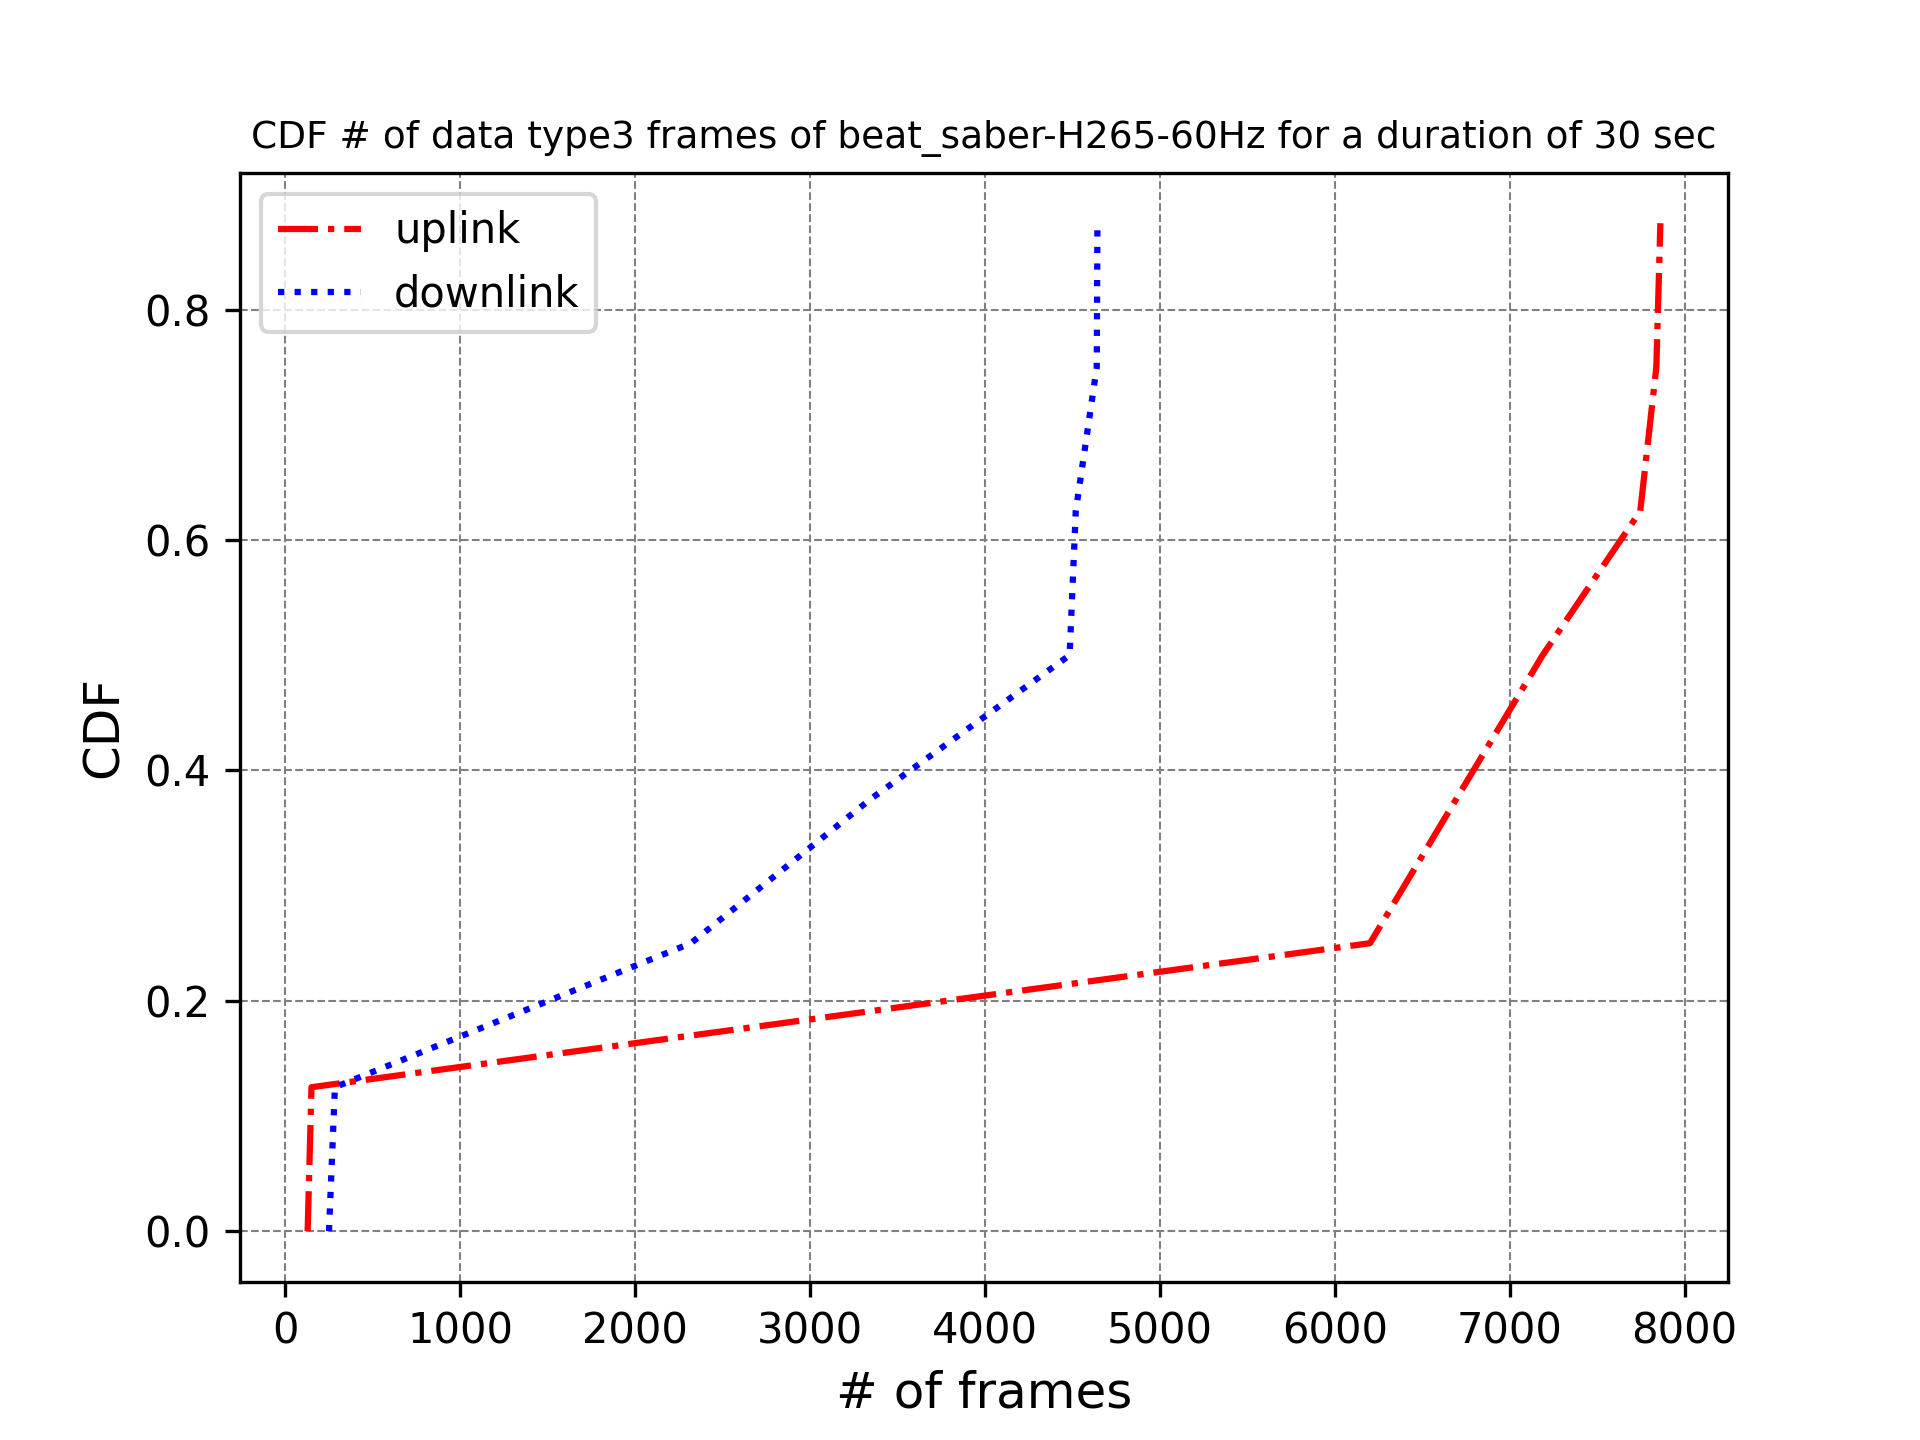 CDF # of data type3 frames of beat_saber-H265-60Hz for a duration of 30 sec
uplink
downlink
0.8
0.6
0.4
0.2
0.0
CDF
0 1000 2000 3000 4000 5000 6000 7000 8000
# of frames